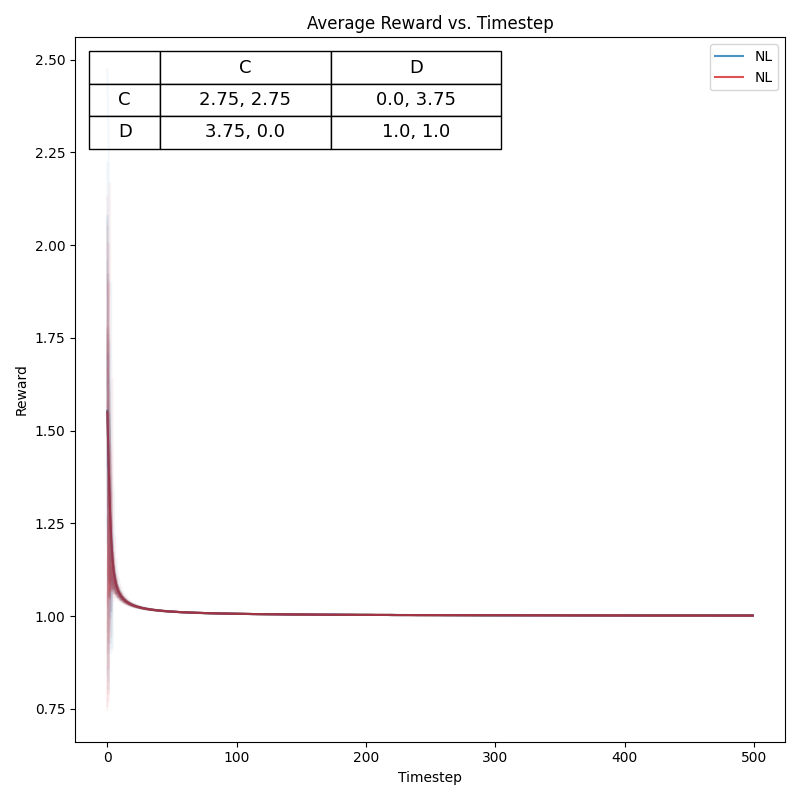 Average Reward vs. Timestep
C D
C 2.75, 2.75 0.0, 3.75
D 3.75, 0.0 1.0, 1.0
NL
NL
2.50
2.25
2.00
1.75
1.50
1.25
1.00
0.75
Reward
0 100 200 300 400 500
Timestep